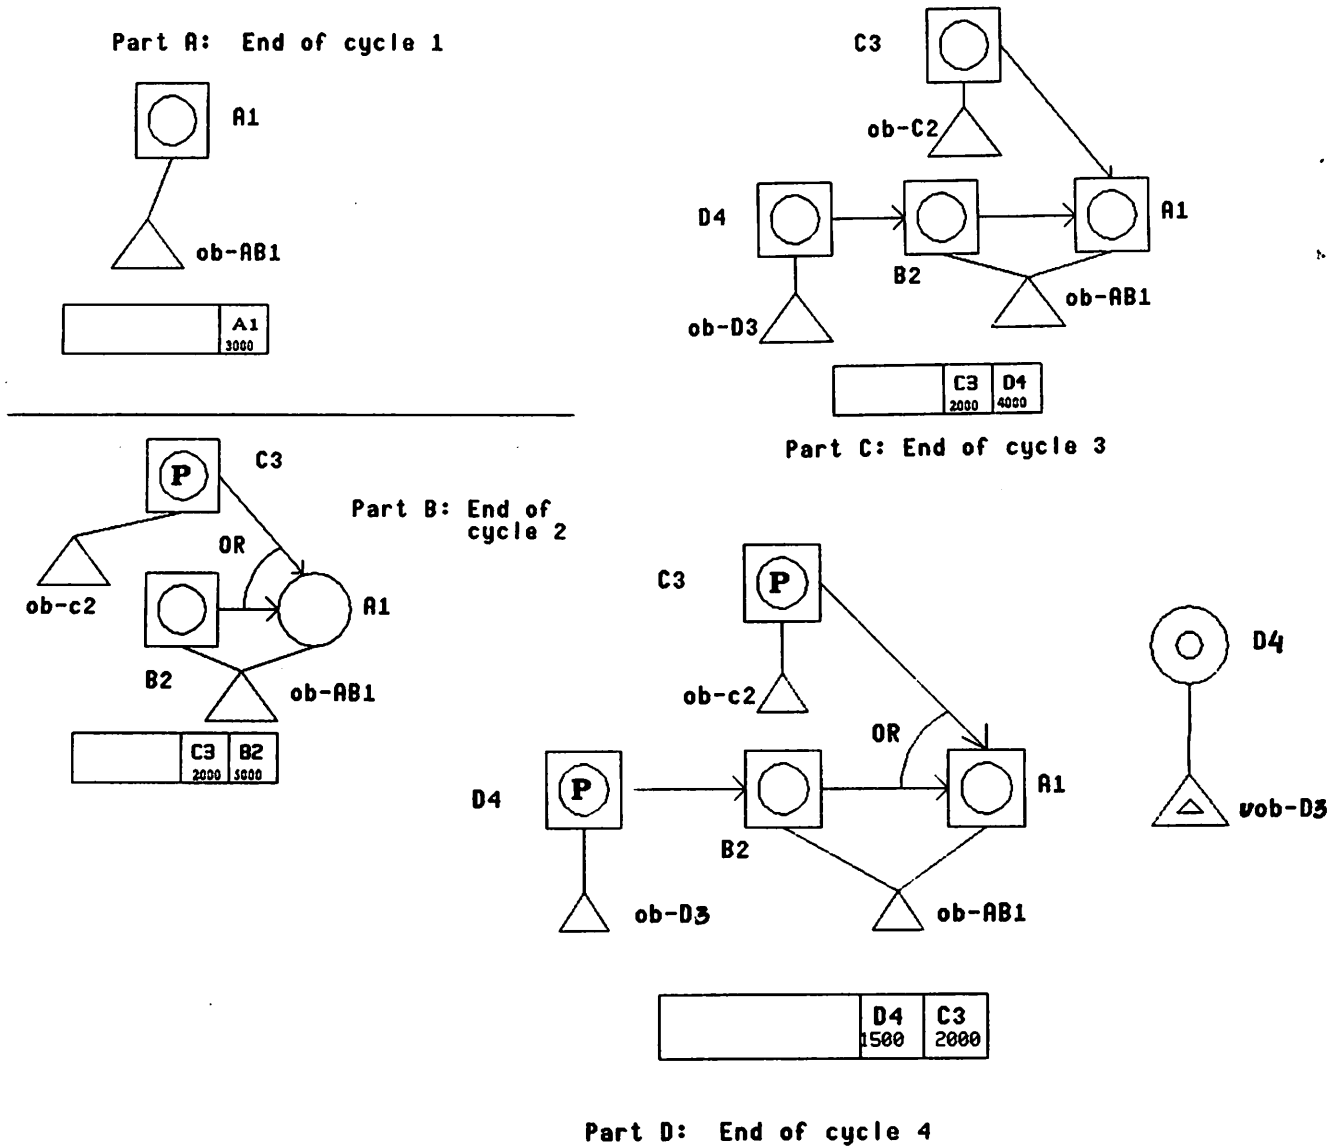 Part A: End of cycle 1
A1
ob-AB1
A1
3000
C3
ob-C2
D4
A1
B2
ob-AB1
ob-D3
C3 D4
2000 4000
Part C: End of cycle 3
P
C3
Part B: End of
cycle 2
OR
ob-c2
A1
B2
ob-AB1
C3 B2
2000 5000
C3
P
ob-c2
OR
D4
P
A1
B2
ob-D3
ob-AB1
D4
vob-D3
D4 C3
1500 2000
Part D: End of cycle 4